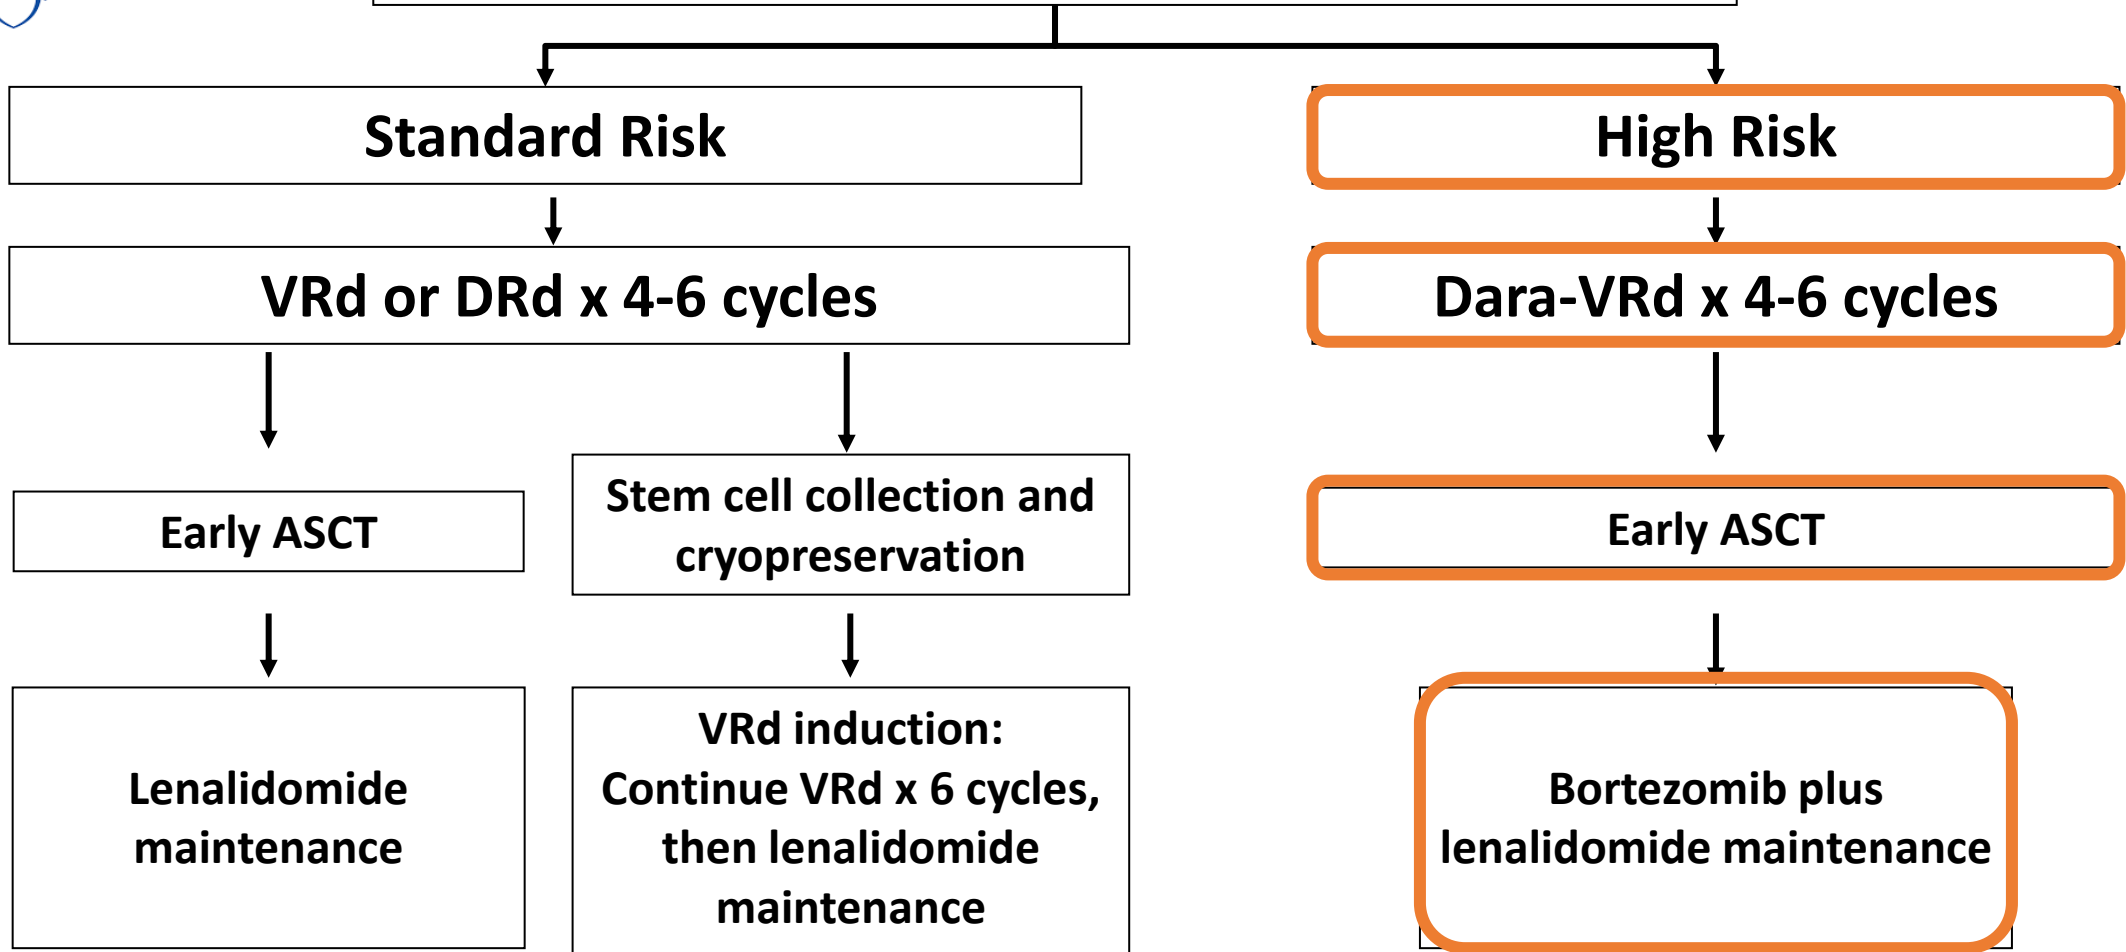 Standard Risk
High Risk
VRd or DRd x 4-6 cycles
Dara-VRd x 4-6 cycles
Early ASCT
Stem cell collection and
cryopreservation
Early ASCT
Lenalidomide
maintenance
VRd induction:
Continue VRd x 6 cycles,
then lenalidomide
maintenance
Bortezomib plus
lenalidomide maintenance